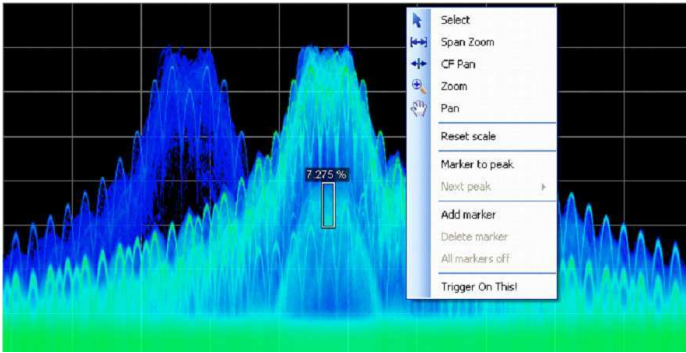 Select
Span Zoom
CF Pan
Zoom
Pan
Reset scale
Marker to peak
7.275 %
Next peak
Add marker
Delete marker
All markers off
Trigger On This!